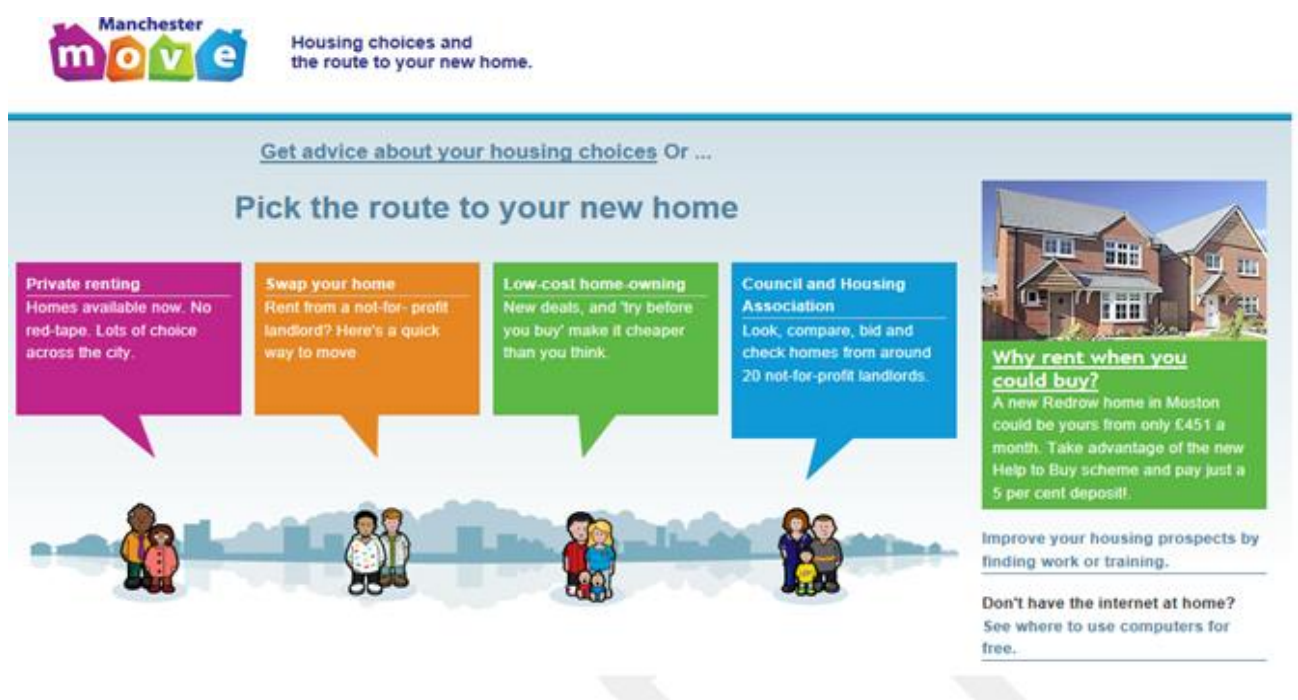 Manchester
move
Housing choices and
the route to your new home.
Get advice about your housing choices Or ...
Pick the route to your new home
Private renting
Homes available now. No
red-tape. Lots of choice
across the city.
Swap your home
Rent from a not-for- profit
landlord? Here's a quick
way to move
Low-cost home-owning
New deals, and 'try before
you buy' make it cheaper
than you think.
Council and Housing
Association
Look, compare, bid and
check homes from around
20 not-for-profit landlords.
Why rent when you
could buy?
A new Redrow home in Moston
could be yours from only £451 a
month. Take advantage of the new
Help to Buy scheme and pay just a
5 per cent deposit!.
Improve your housing prospects by
finding work or training.
Don't have the internet at home?
See where to use computers for
free.